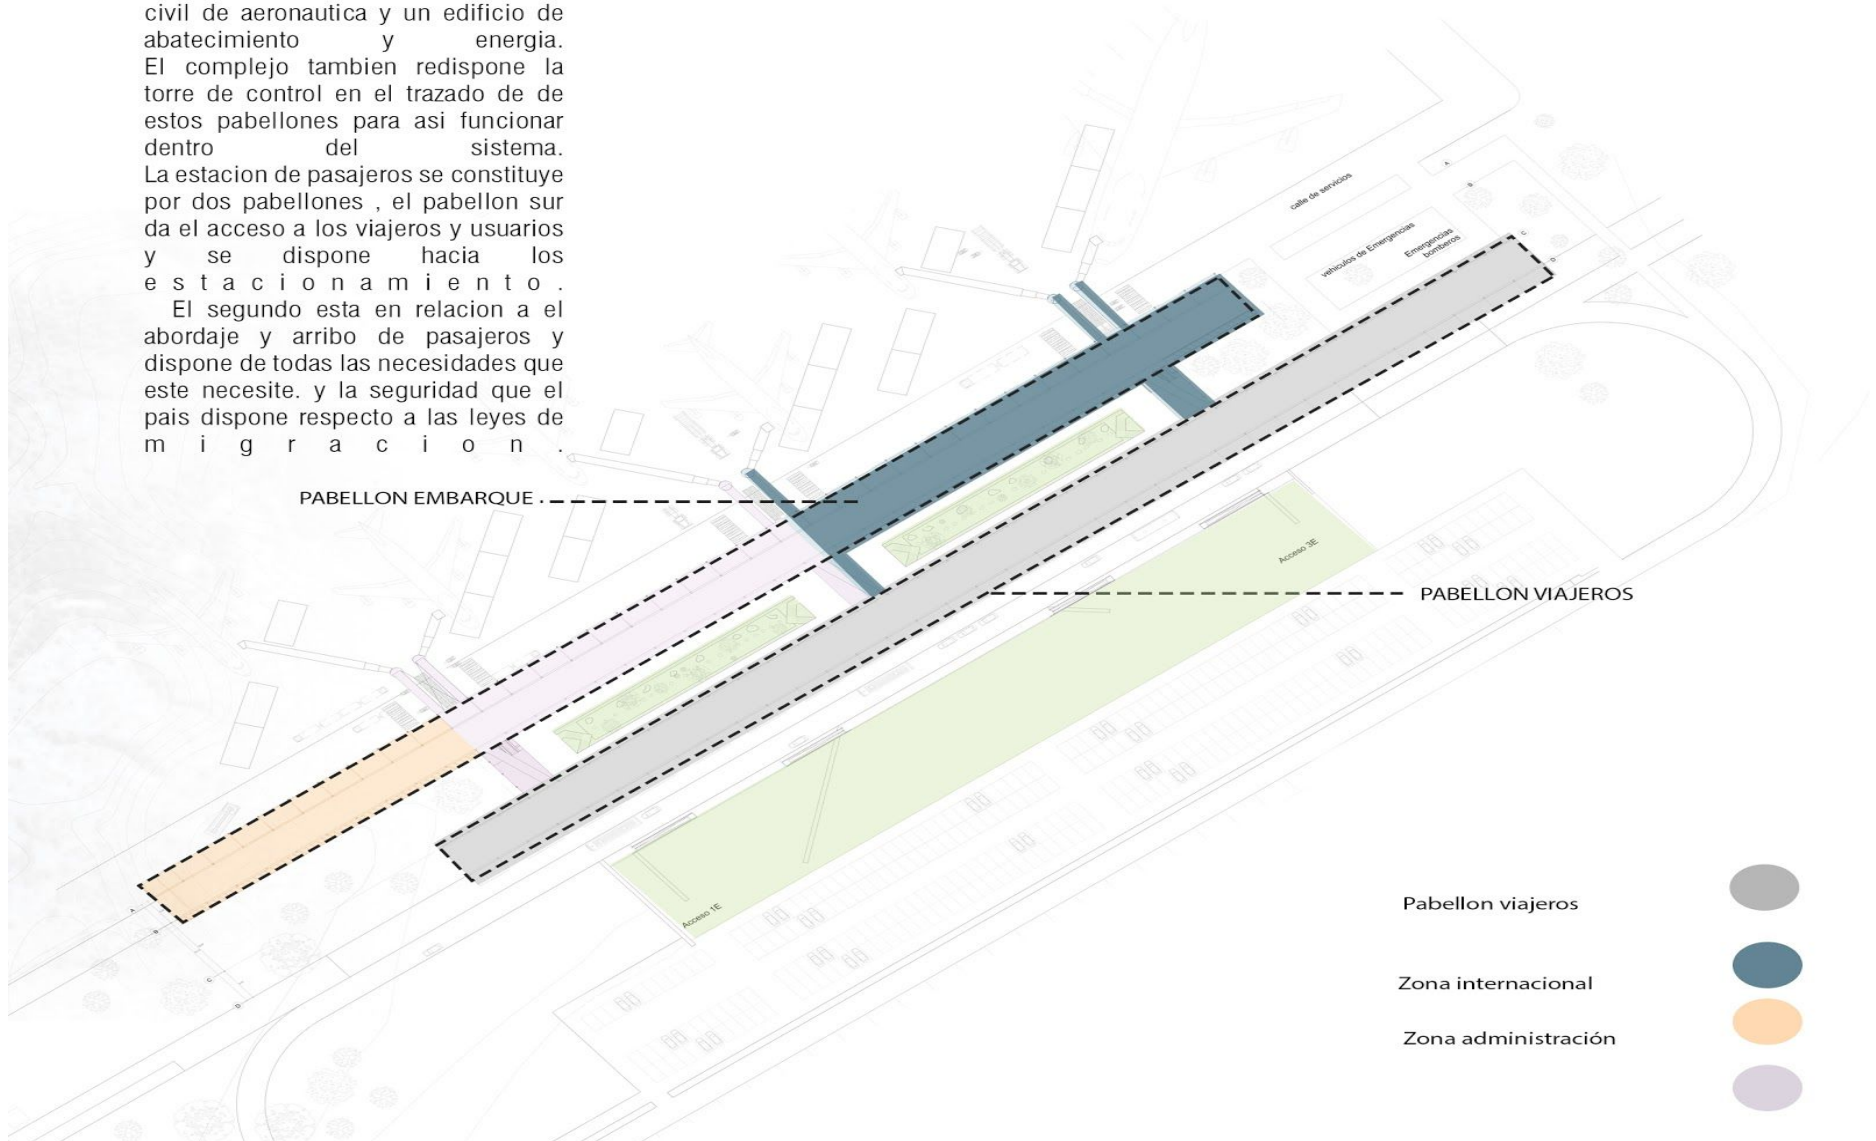 civil de aeronautica y un edificio de
abatecimiento y energia.
El complejo tambien redispone la
torre de control en el trazado de de
estos pabellones para asi funcionar
dentro del sistema.
La estacion de pasajeros se constituye
por dos pabellones , el pabellon sur
da el acceso a los viajeros y usuarios
y se dispone hacia los
estacionamiento.
El segundo esta en relacion a el
abordaje y arribo de pasajeros y
dispone de todas las necesidades que
este necesite. y la seguridad que el
pais dispone respecto a las leyes de
migracion.
calle de servicios
vehiculos de Emergencias
Emergencias
bomberos
A
B
C
D
PABELLON EMBARQUE
Acceso 3E
PABELLON VIAJEROS
Acceso 1E
A
B
C
D
Pabellon viajeros
Zona internacional
Zona administración